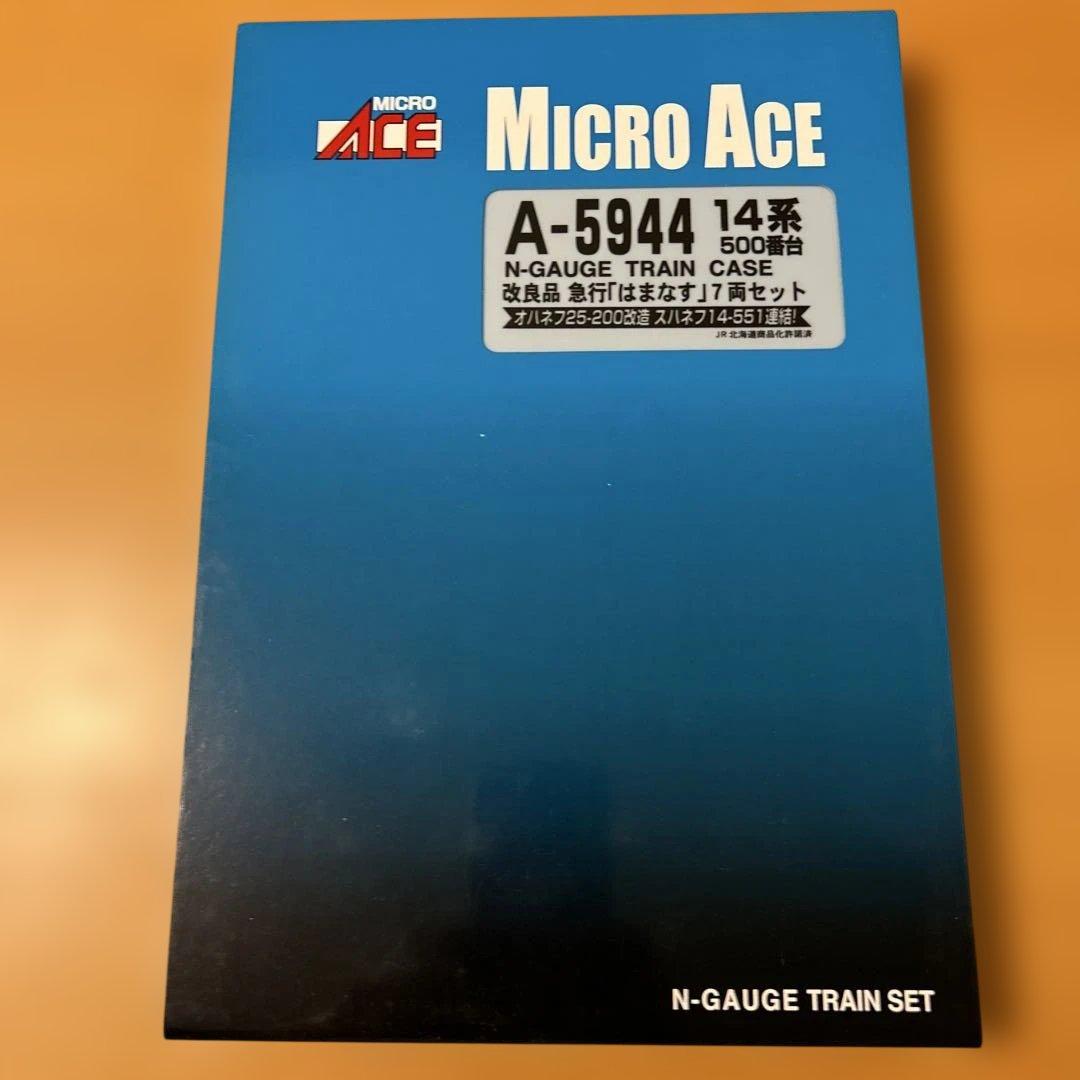 MICRO
ACE
MICRO ACE
A-5944 14系
500番台
N-GAUGE TRAIN CASE
改良品 急行「はまなす」7両セット
オハネフ25-200改造 スハネフ14-551連結!
JR北海道商品化許諾済
N-GAUGE TRAIN SET